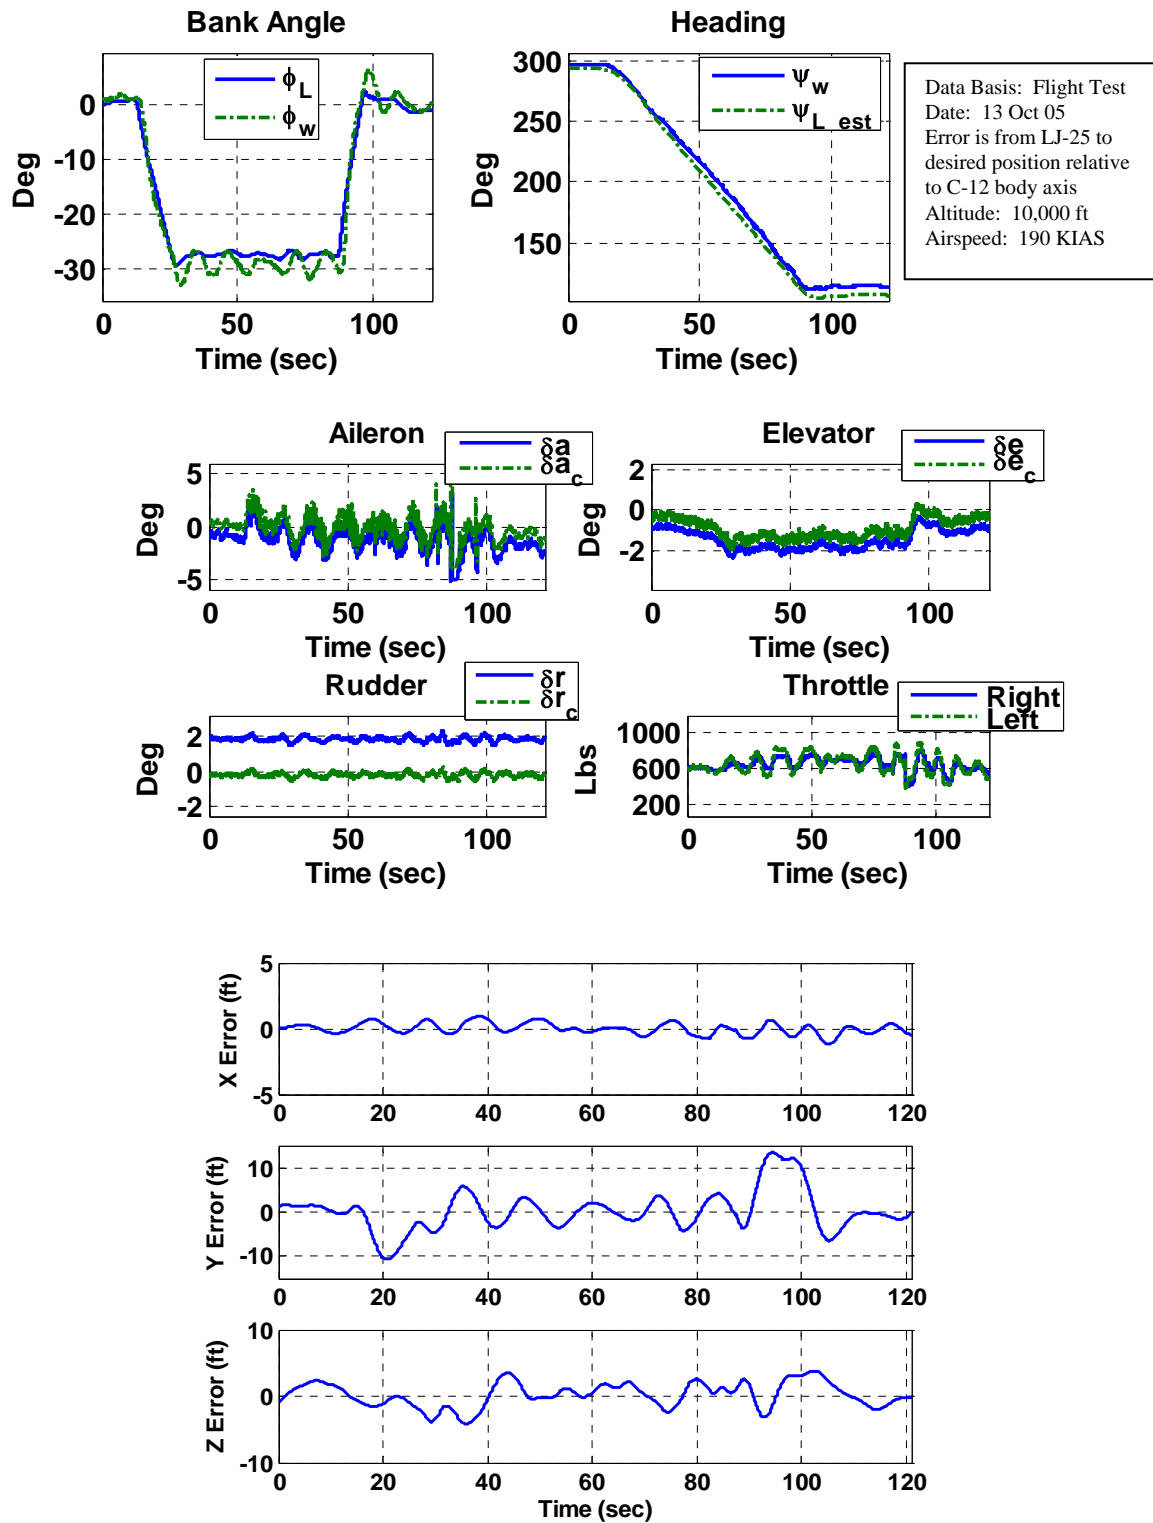 Bank Angle
Heading
ϕL
ϕw
ψw
ψL est
0
-10
-20
-30
Deg
0 50 100
Time (sec)
300
250
200
150
Deg
0 50 100
Time (sec)
Data Basis: Flight Test
Date: 13 Oct 05
Error is from LJ-25 to
desired position relative
to C-12 body axis
Altitude: 10,000 ft
Airspeed: 190 KIAS
Aileron
δa
δac
5
0
-5
Deg
0 50 100
Time (sec)
Elevator
δe
δec
2
0
-2
Deg
0 50 100
Time (sec)
Rudder
δr
δrc
2
0
-2
Deg
0 50 100
Time (sec)
Throttle
Right
Left
1000
600
200
Lbs
0 50 100
Time (sec)
5
0
-5
X Error (ft)
0 20 40 60 80 100 120
10
0
-10
Y Error (ft)
0 20 40 60 80 100 120
10
0
-10
Z Error (ft)
0 20 40 60 80 100 120
Time (sec)